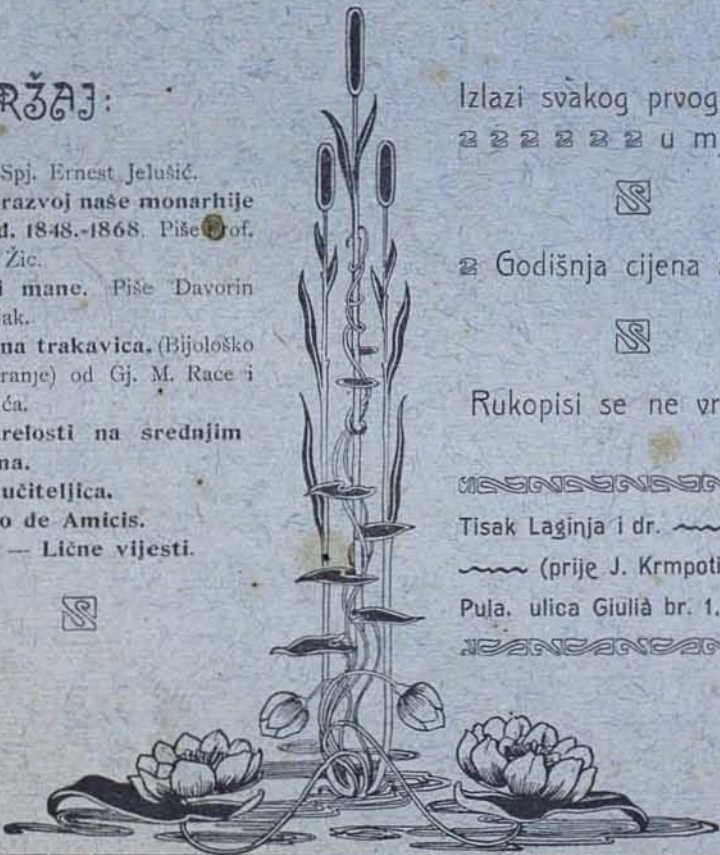 RŽAJ:
Spj. Ernest Jelušić.
razvoj naše monarhije
d. 1848.-1868. Piše Prof.
Žic.
i mane. Piše Davorin
ak.
na trakavica. (Bijološko
ranje) od Gj. M. Race i
ća.
relosti na srednjim
na.
učiteljica.
o de Amicis.
— Lične vijesti.
Izlazi svakog prvog
u m
Godišnja cijena
Rukopisi se ne vr
Tisak Laginja i dr.
(prije J. Krmpoti
Pula, ulica Giulia br. 1.